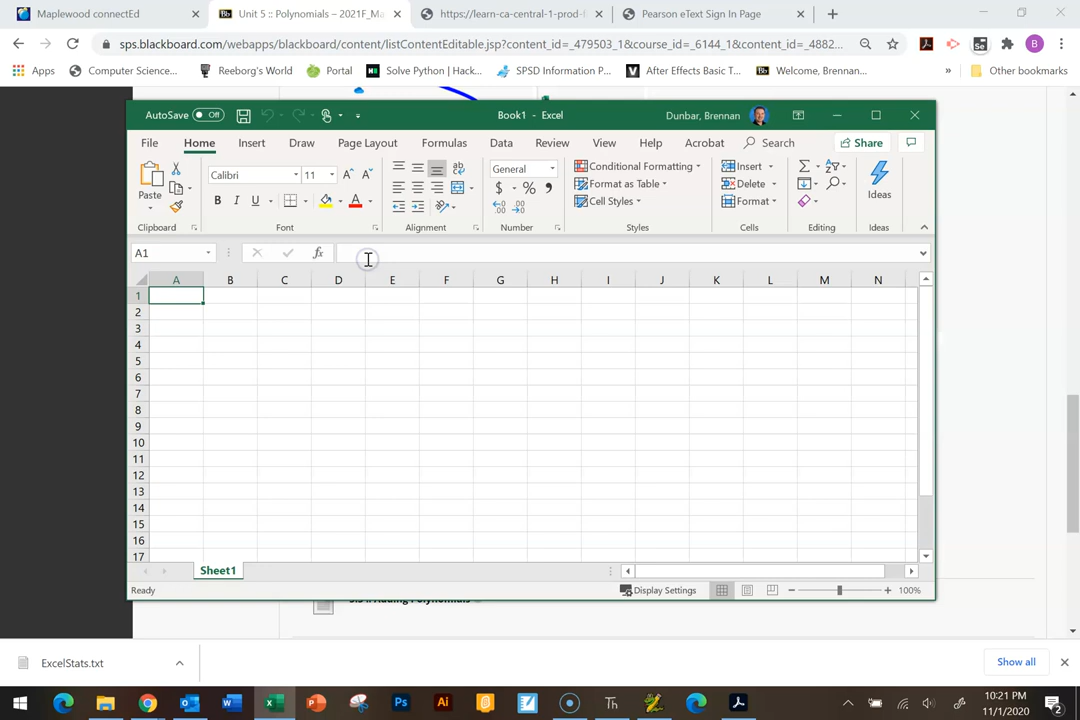 Maplewood connectEd
Unit 5 :: Polynomials – 2021F_Ma
https://learn-ca-central-1-prod-f
Pearson eText Sign In Page
sps.blackboard.com/webapps/blackboard/content/listContentEditable.jsp?content_id=_479503_1&course_id=_6144_1&content_id=_4882...
Apps
Computer Science...
Reeborg's World
Portal
Solve Python | Hack...
SPSD Information P...
After Effects Basic T...
Welcome, Brennan...
Other bookmarks
AutoSave Off
Book1 - Excel
Dunbar, Brennan
File Home Insert Draw Page Layout Formulas Data Review View Help Acrobat Search Share
Paste
Calibri 11
B I U
General
$ % 9
Conditional Formatting
Format as Table
Cell Styles
Insert
Delete
Format
Ideas
Clipboard Font Alignment Number Styles Cells Editing Ideas
A1 fx
A B C D E F G H I J K L M N
1
2
3
4
5
6
7
8
9
10
11
12
13
14
15
16
17
Sheet1
Ready Display Settings 100%
ExcelStats.txt
Show all
10:21 PM
11/1/2020